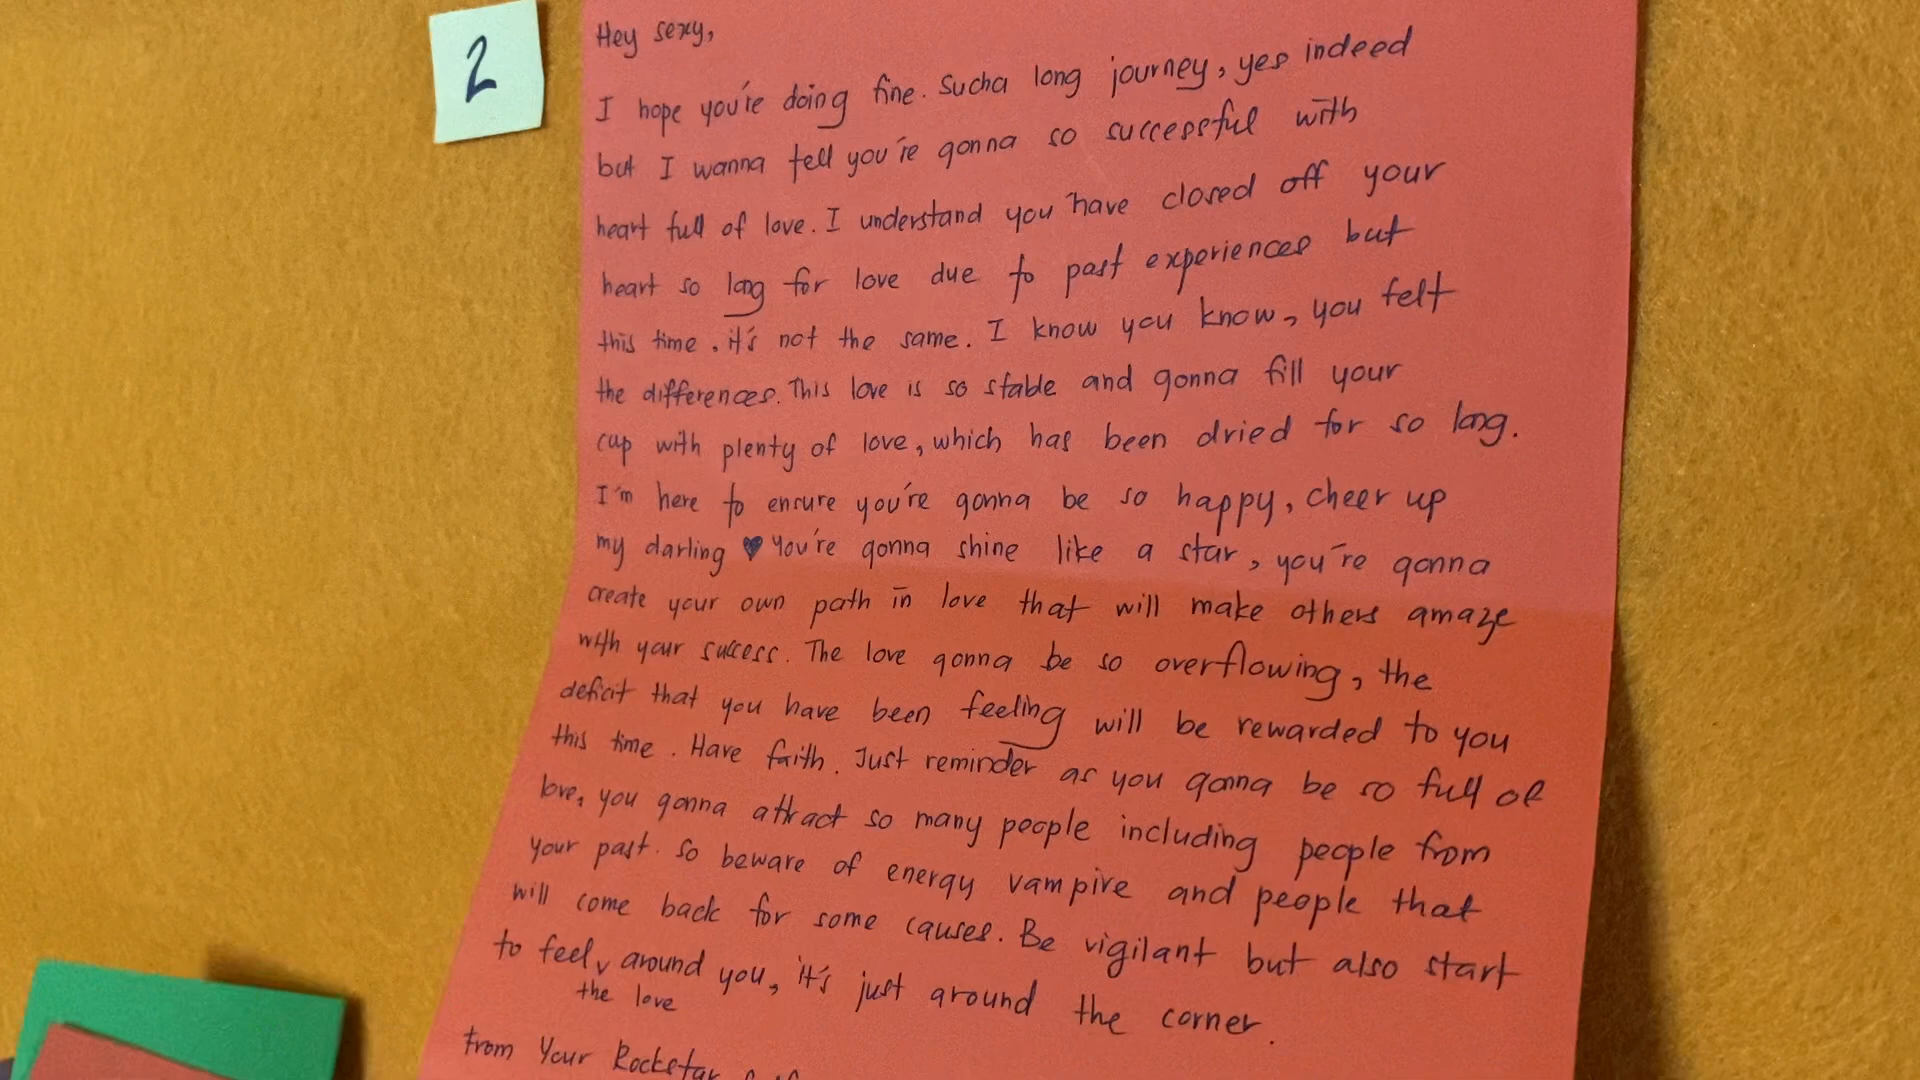 2
Hey sexy,
I hope you're doing fine. Sucha long journey, yes indeed
but I wanna tell you're gonna so successful with
heart full of love. I understand you have closed off your
heart so long for love due to past experiences but
this time, it's not the same. I know you know, you felt
the differences. This love is so stable and gonna fill your
cup with plenty of love, which has been dried for so long.
I'm here to ensure you're gonna be so happy, cheer up
my darling ♥ You're gonna shine like a star, you're gonna
create your own path in love that will make others amaze
with your success. The love gonna be so overflowing, the
deficit that you have been feeling will be rewarded to you
this time. Have faith. Just reminder as you gonna be so full of
love, you gonna attract so many people including people from
your past. So beware of energy vampire and people that
will come back for some causes. Be vigilant but also start
to feel the love around you, it's just around the corner.
From Your Rockstar